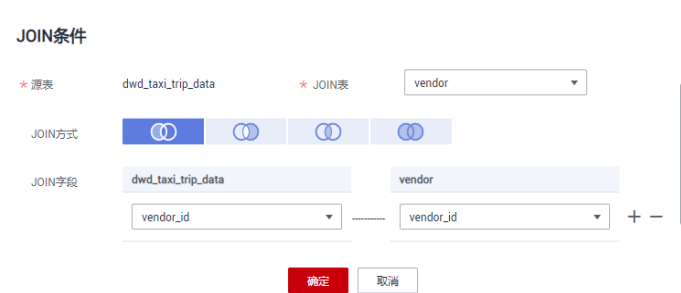 JOIN条件
* 源表 dwd_taxi_trip_data * JOIN表 vendor
JOIN方式
JOIN字段 dwd_taxi_trip_data vendor
vendor_id vendor_id
确定 取消